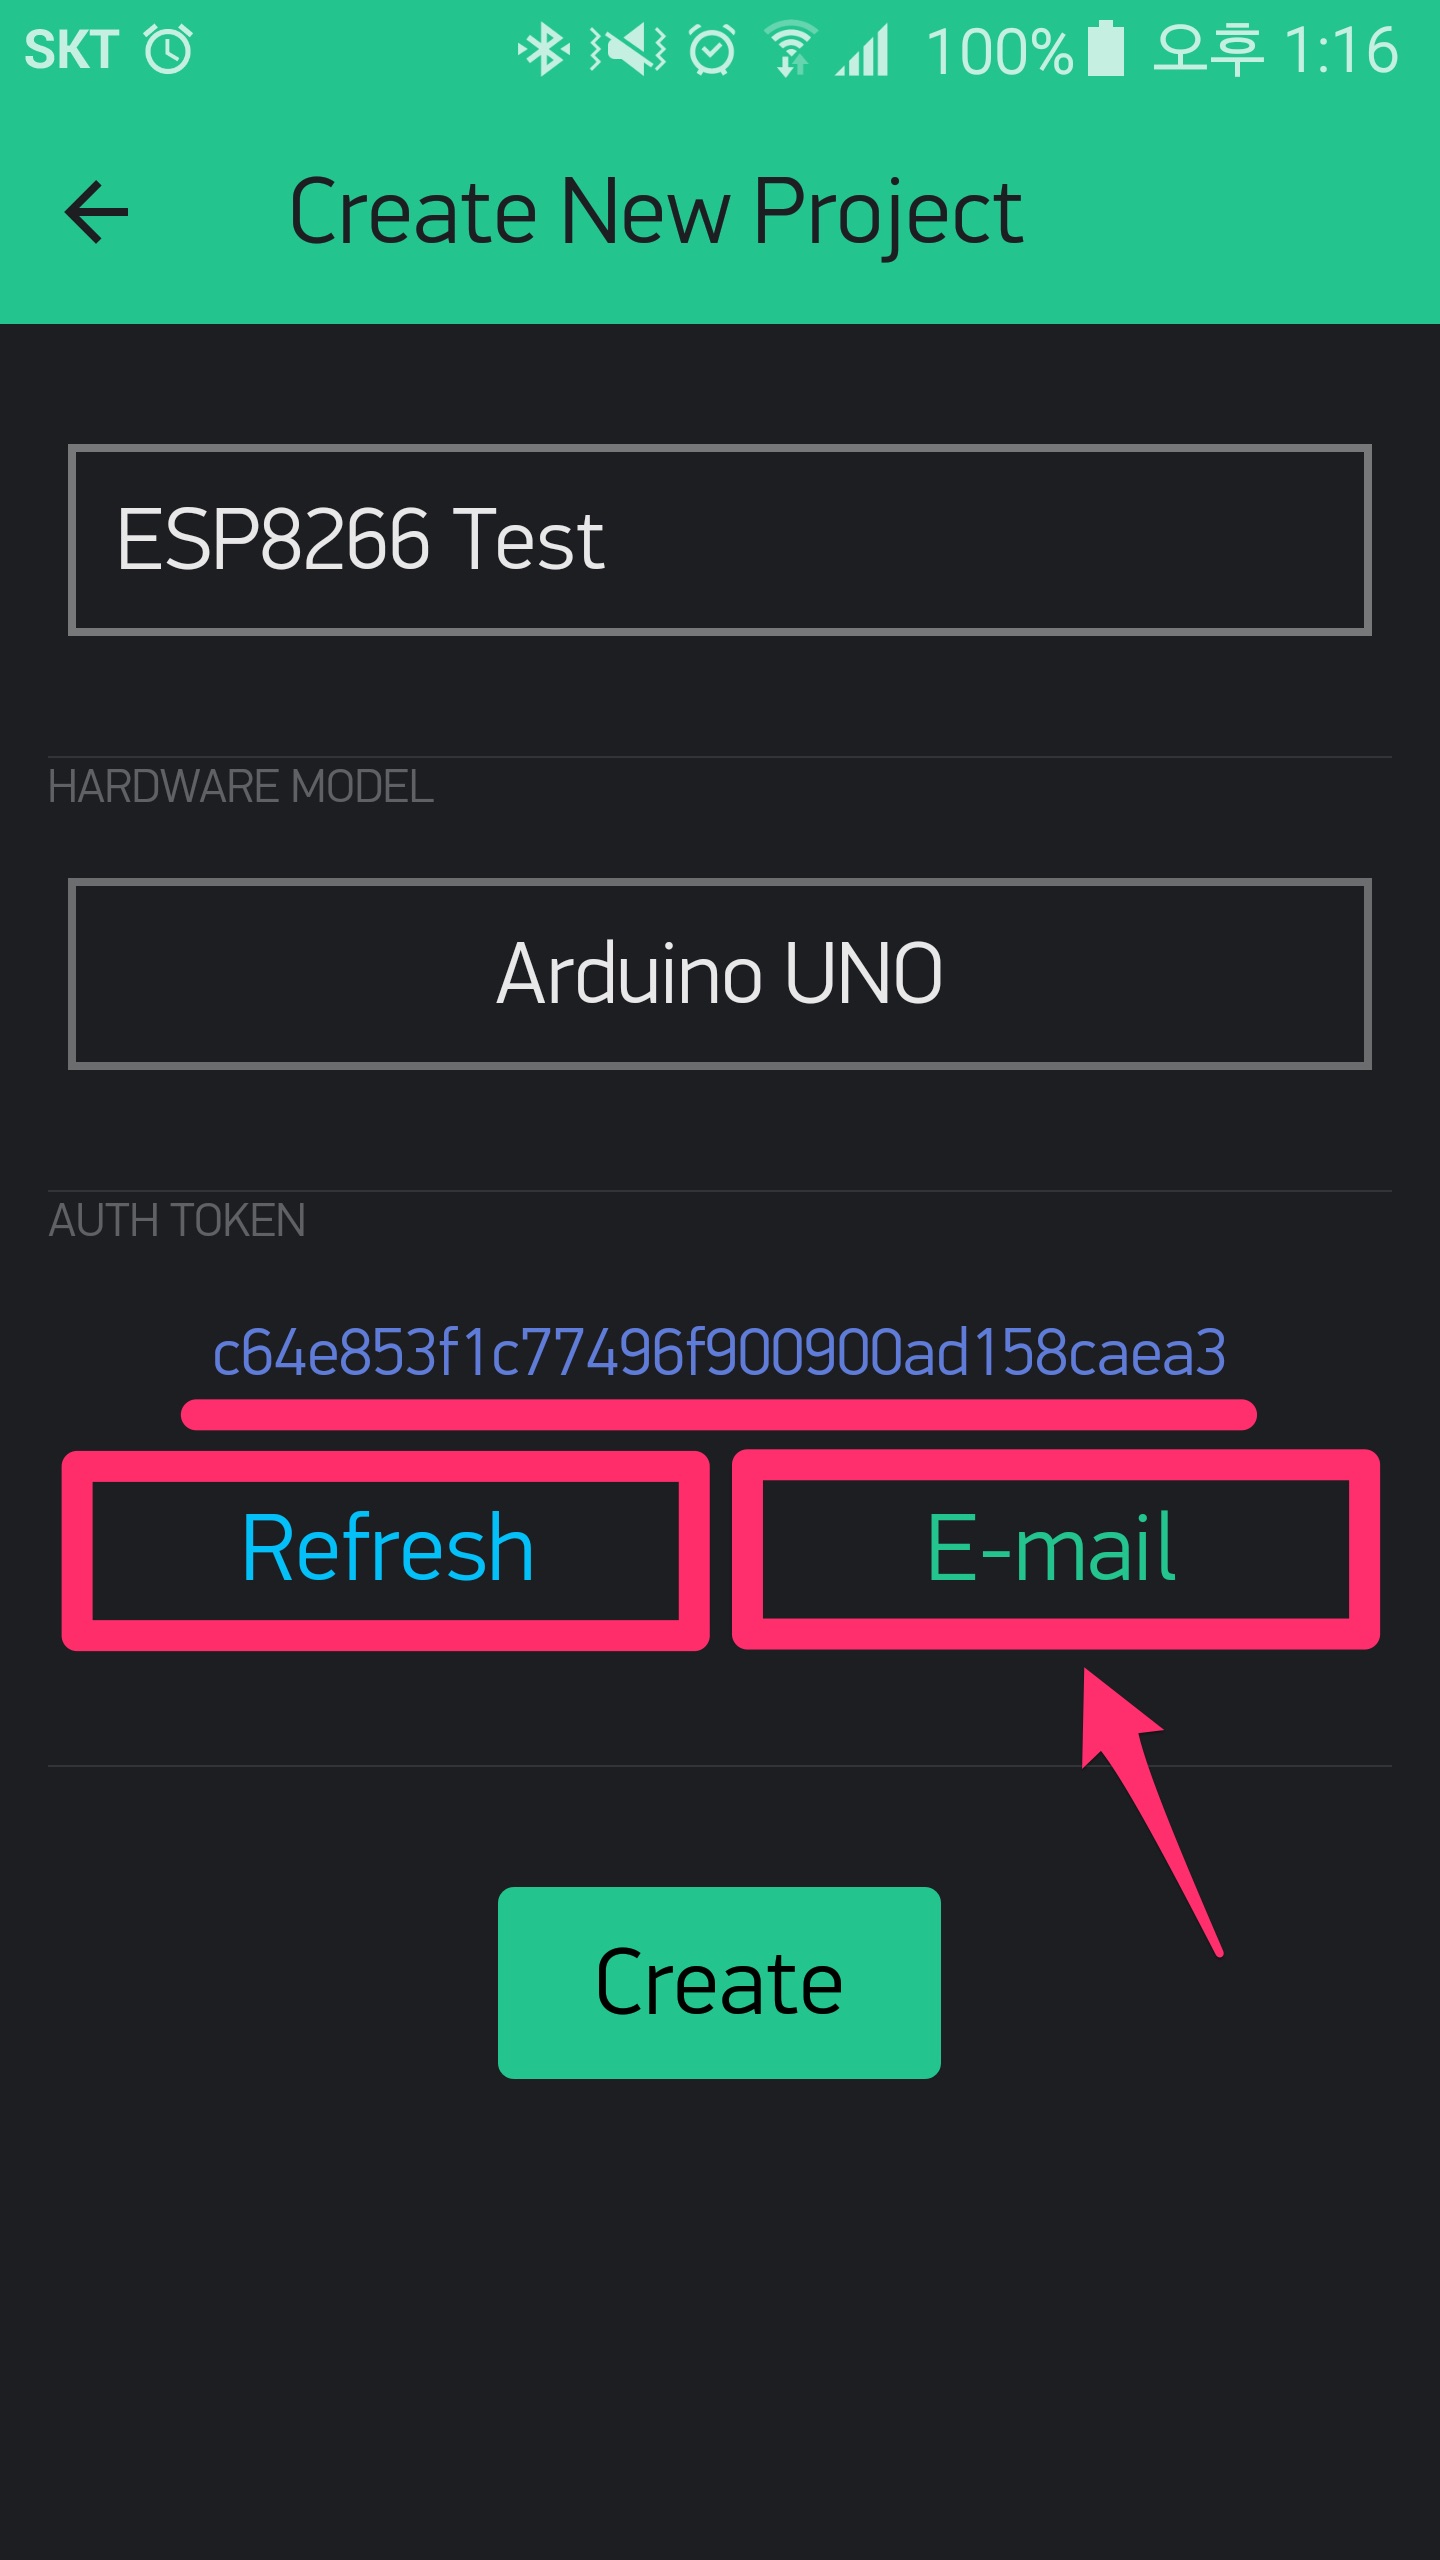 SKT 100% 오후 1:16
Create New Project
ESP8266 Test
HARDWARE MODEL
Arduino UNO
AUTH TOKEN
c64e853f1c77496f900900ad158caea3
Refresh E-mail
Create